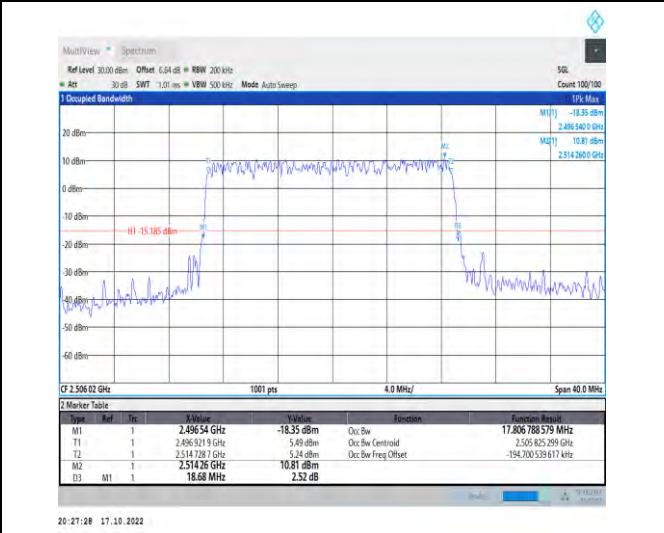 MultiView Spectrum
Ref Level 30.00 dBm Offset 6.64 dB RBW 200 kHz SGL
Att 30 dB SWT 1.01 ms VBW 500 kHz Mode Auto Sweep Count 100/100
1 Occupied Bandwidth 1Pk Max
M1[1] -18.35 dBm
2.496 540 0 GHz
M2[1] 10.81 dBm
2.514 260 0 GHz
20 dBm
M2
T1 T2
10 dBm
0 dBm
-10 dBm
H1 -15.185 dBm
M1 D3
-20 dBm
-30 dBm
-40 dBm
-50 dBm
-60 dBm
CF 2.506 02 GHz 1001 pts 4.0 MHz/ Span 40.0 MHz
2 Marker Table
Type Ref Trc X-Value Y-Value Function Function Result
M1 1 2.496 54 GHz -18.35 dBm Occ Bw 17.806 788 579 MHz
T1 1 2.496 921 9 GHz 5.49 dBm Occ Bw Centroid 2.505 825 299 GHz
T2 1 2.514 728 7 GHz 5.24 dBm Occ Bw Freq Offset -194.700 539 617 kHz
M2 1 2.514 26 GHz 10.81 dBm
D3 M1 1 18.68 MHz 2.52 dB
20:27:28 17.10.2022